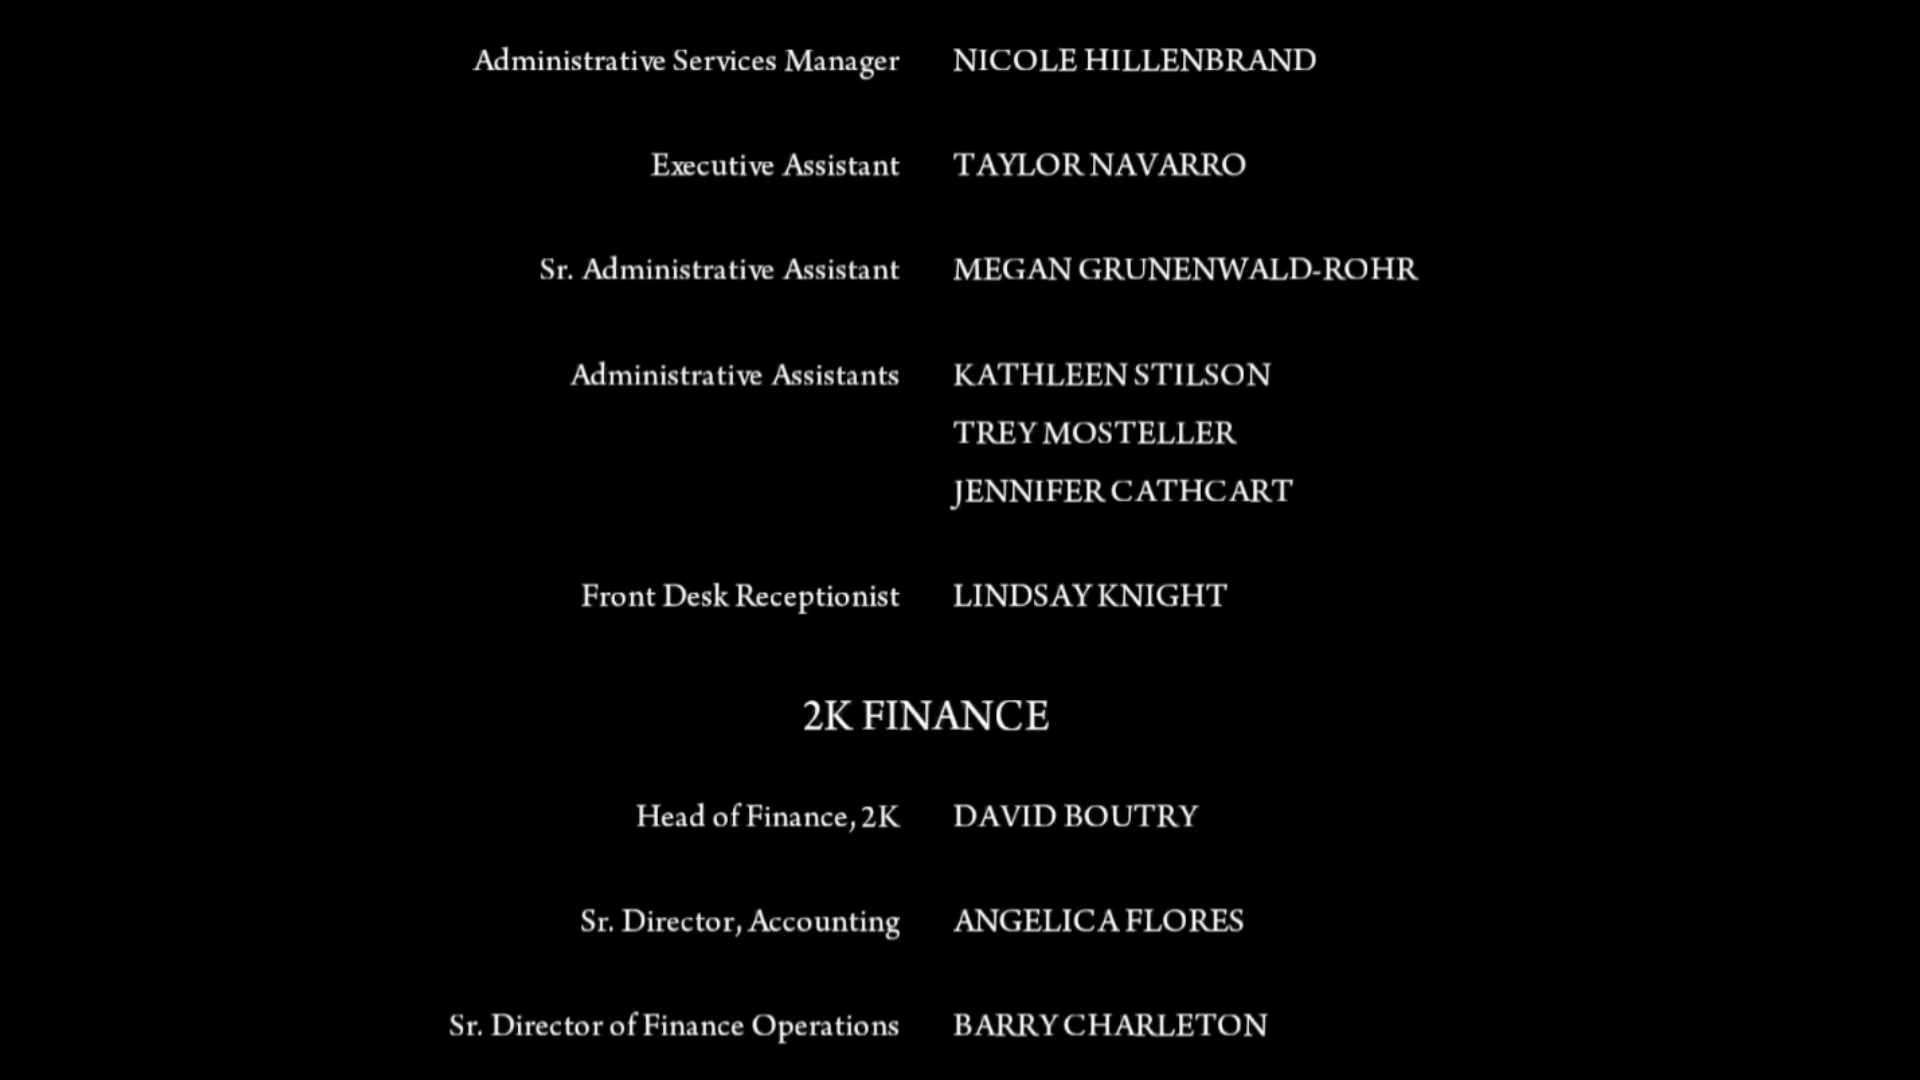 Administrative Services Manager NICOLE HILLENBRAND
Executive Assistant TAYLOR NAVARRO
Sr. Administrative Assistant MEGAN GRUNENWALD-ROHR
Administrative Assistants KATHLEEN STILSON
TREY MOSTELLER
JENNIFER CATHCART
Front Desk Receptionist LINDSAY KNIGHT
2K FINANCE
Head of Finance, 2K DAVID BOUTRY
Sr. Director, Accounting ANGELICA FLORES
Sr. Director of Finance Operations BARRY CHARLETON